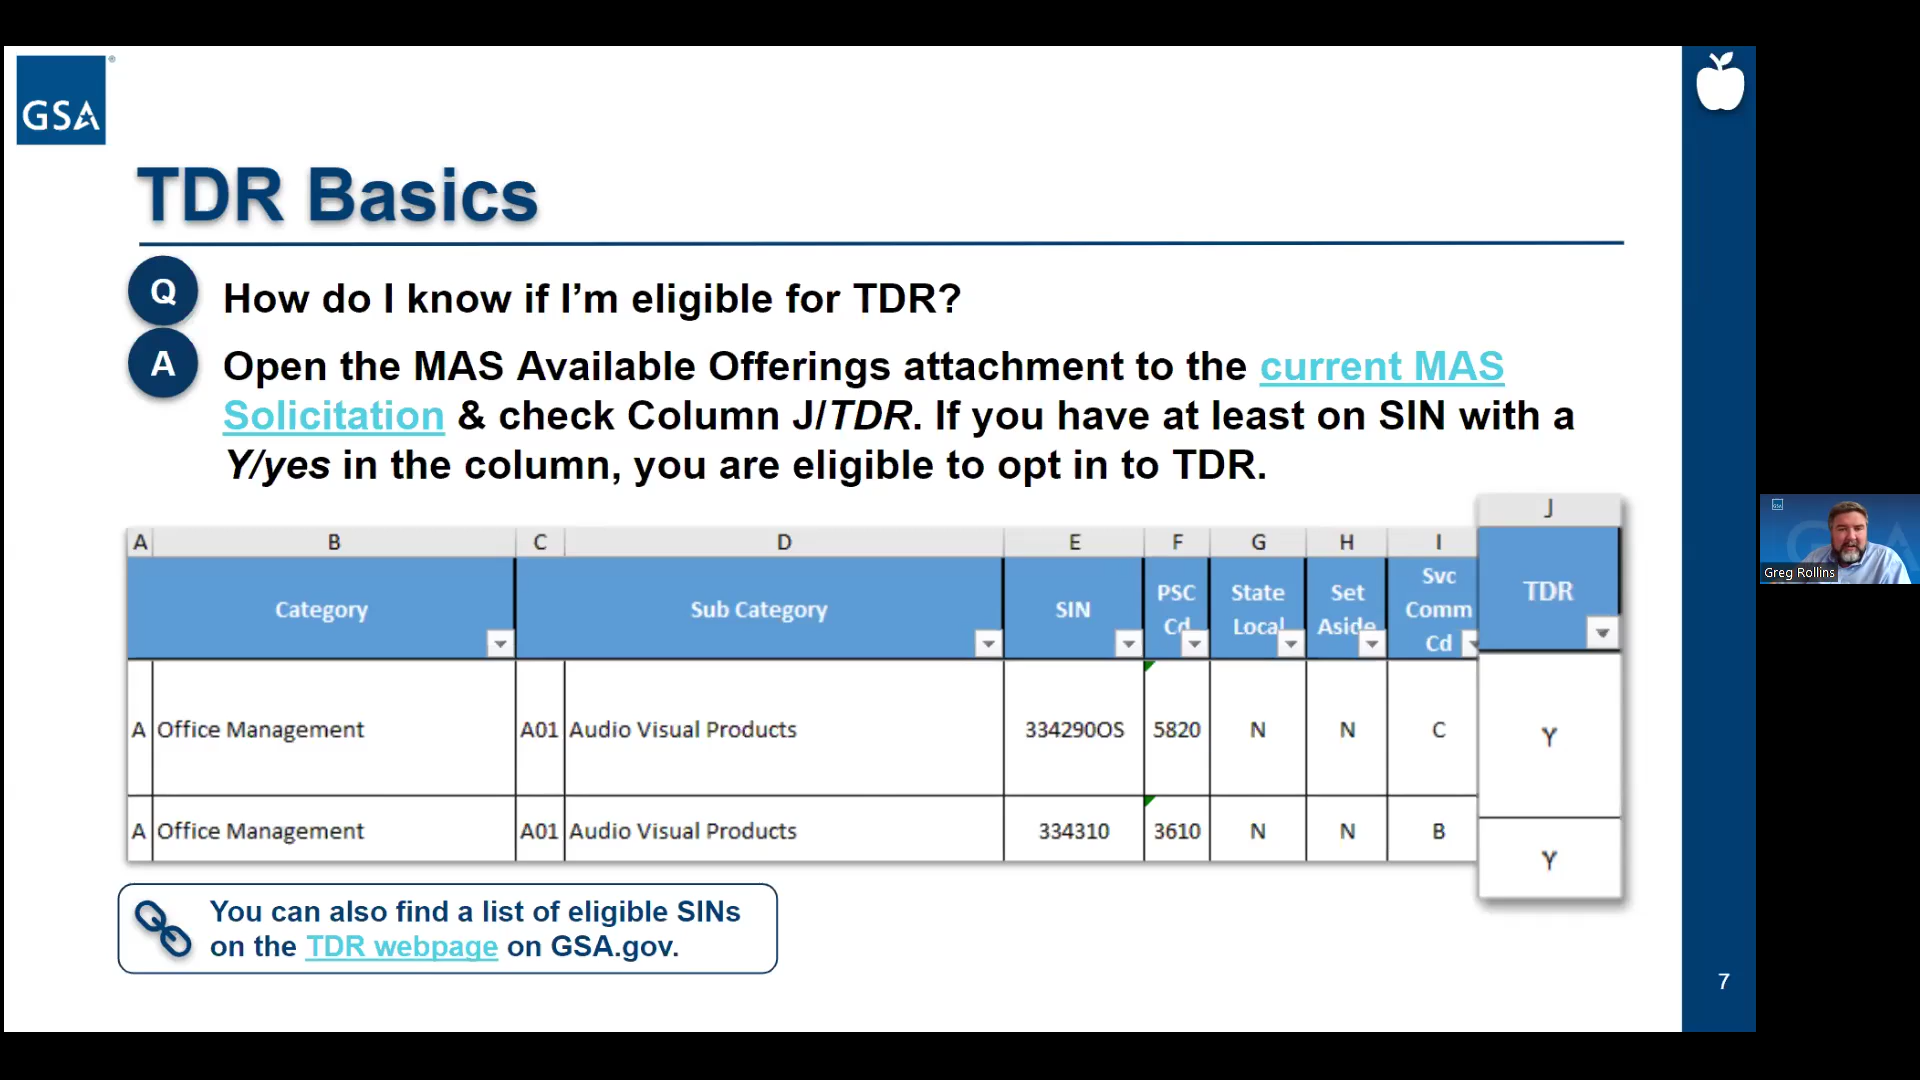 GSA
®
TDR Basics
Q
How do I know if I'm eligible for TDR?
A
Open the MAS Available Offerings attachment to the current MAS
Solicitation & check Column J/TDR. If you have at least on SIN with a
Y/yes in the column, you are eligible to opt in to TDR.
A B C D E F G H I J
Category Sub Category SIN PSC Cd State Local Set Aside Svc Comm Cd TDR
A Office Management A01 Audio Visual Products 334290OS 5820 N N C Y
A Office Management A01 Audio Visual Products 334310 3610 N N B Y
You can also find a list of eligible SINs
on the TDR webpage on GSA.gov.
7
Greg Rollins